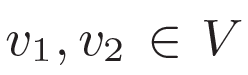 v₁, v₂ ∈ V